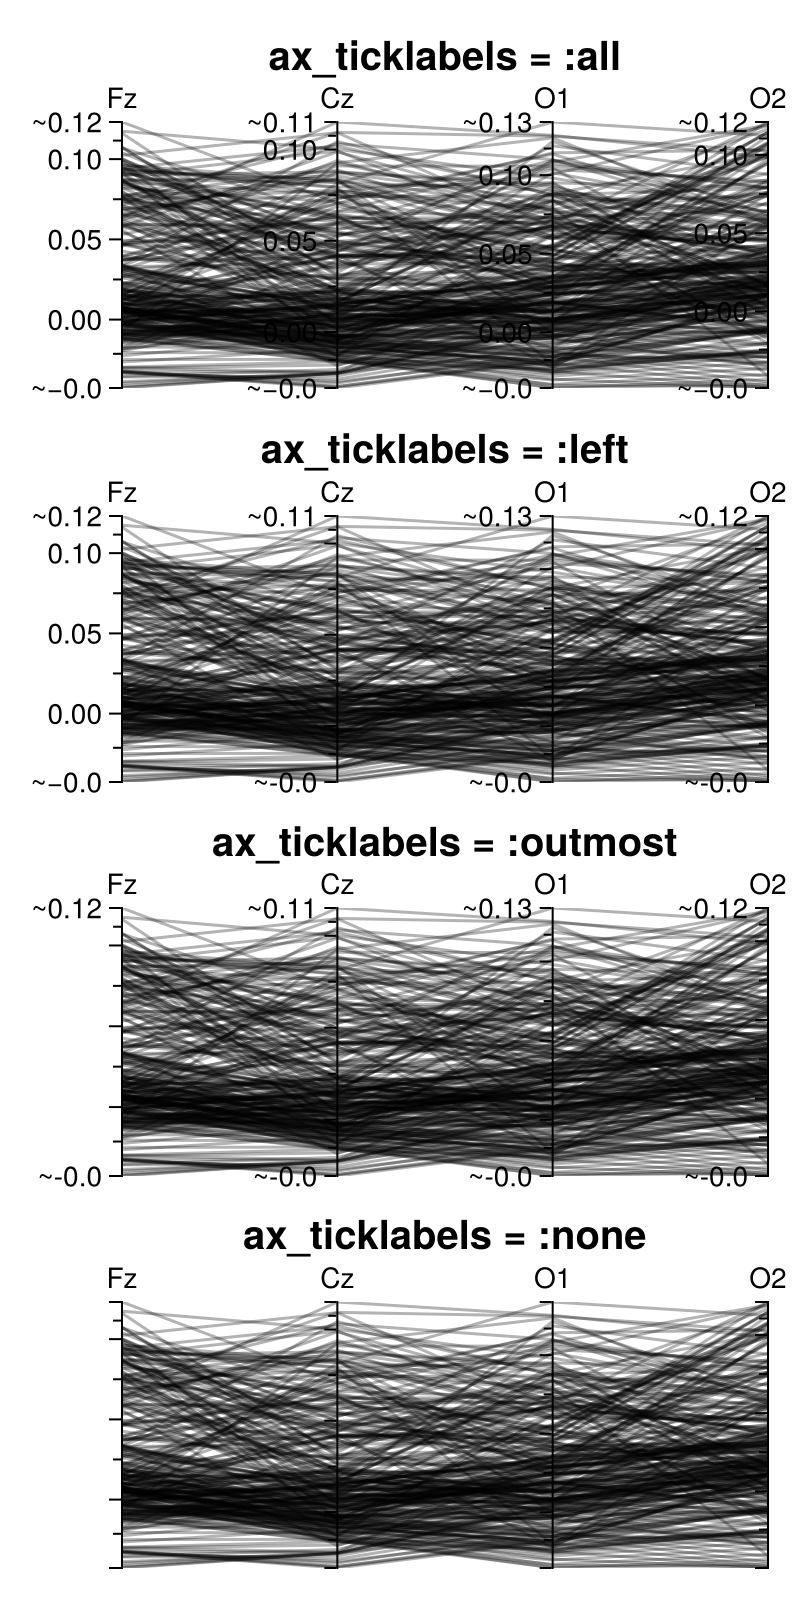 ax_ticklabels = :all
Fz Cz O1 O2
~0.12 ~0.11 ~0.13 ~0.12
0.10 0.10 0.10 0.10
0.05 0.05 0.05 0.05
0.00 0.00 0.00 0.00
~−0.0 ~-0.0 ~-0.0 ~-0.0
ax_ticklabels = :left
Fz Cz O1 O2
~0.12 ~0.11 ~0.13 ~0.12
0.10
0.05
0.00
~−0.0 ~-0.0 ~-0.0 ~-0.0
ax_ticklabels = :outmost
Fz Cz O1 O2
~0.12 ~0.11 ~0.13 ~0.12
~-0.0 ~-0.0 ~-0.0 ~-0.0
ax_ticklabels = :none
Fz Cz O1 O2